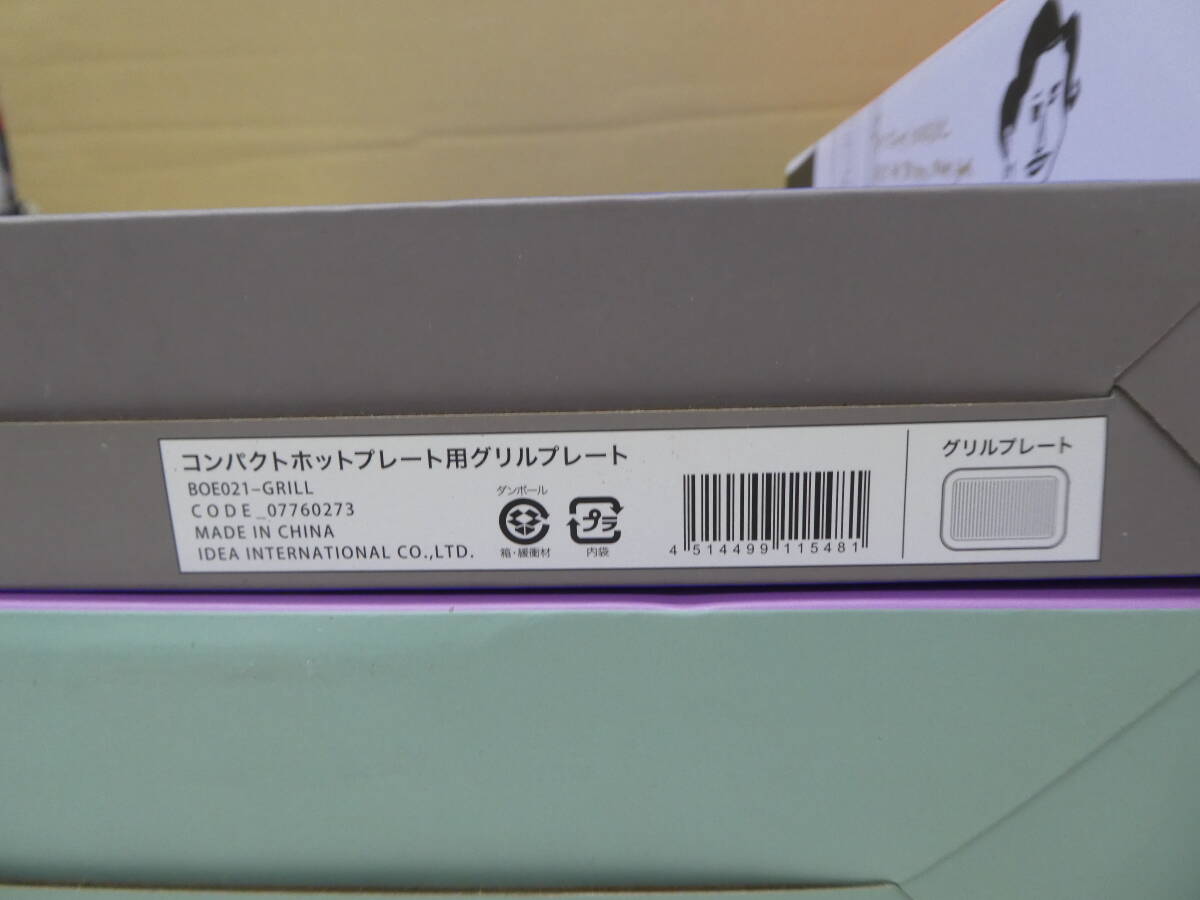 コンパクトホットプレート用グリルプレート
BOE021-GRILL
CODE_07760273
MADE IN CHINA
IDEA INTERNATIONAL CO.,LTD.
ダンボール
箱・緩衝材
プラ
内袋
4 514499 115481
グリルプレート